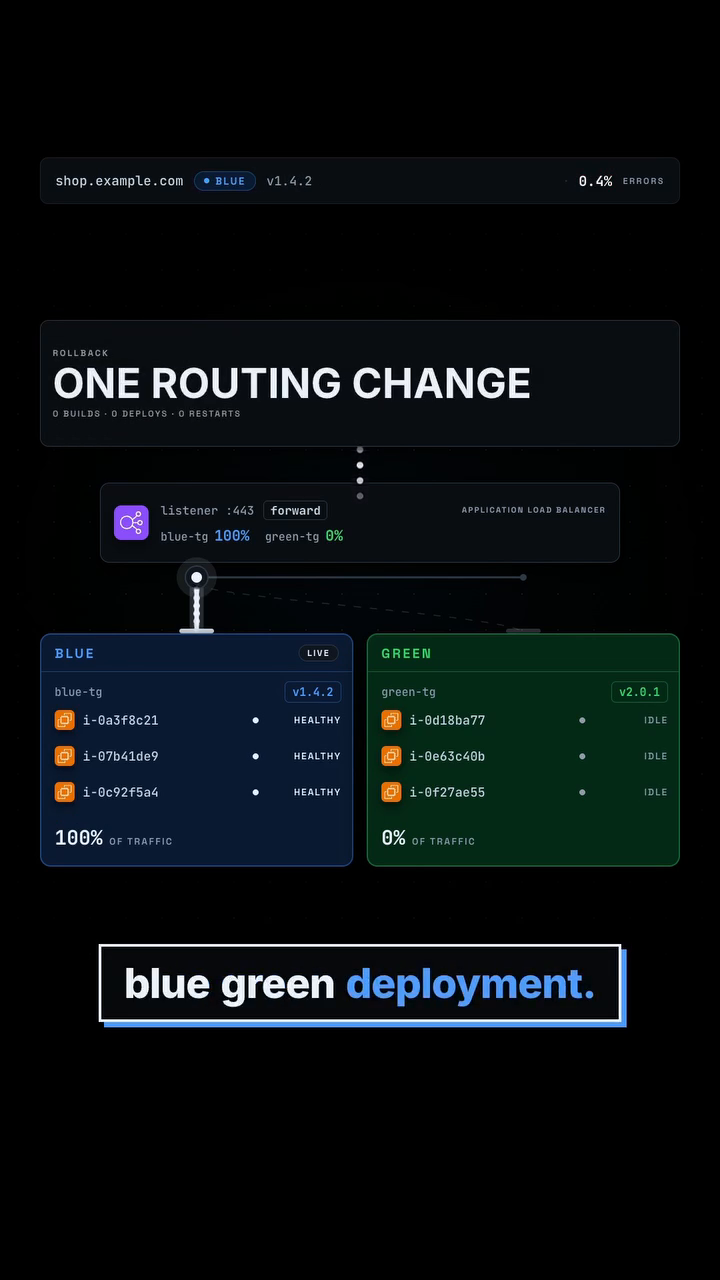 shop.example.com BLUE v1.4.2 0.4% ERRORS
ROLLBACK
ONE ROUTING CHANGE
0 BUILDS · 0 DEPLOYS · 0 RESTARTS
listener :443 forward APPLICATION LOAD BALANCER
blue-tg 100% green-tg 0%
BLUE LIVE
blue-tg v1.4.2
i-0a3f8c21 HEALTHY
i-07b41de9 HEALTHY
i-0c92f5a4 HEALTHY
100% OF TRAFFIC
GREEN
green-tg v2.0.1
i-0d18ba77 IDLE
i-0e63c40b IDLE
i-0f27ae55 IDLE
0% OF TRAFFIC
blue green deployment.